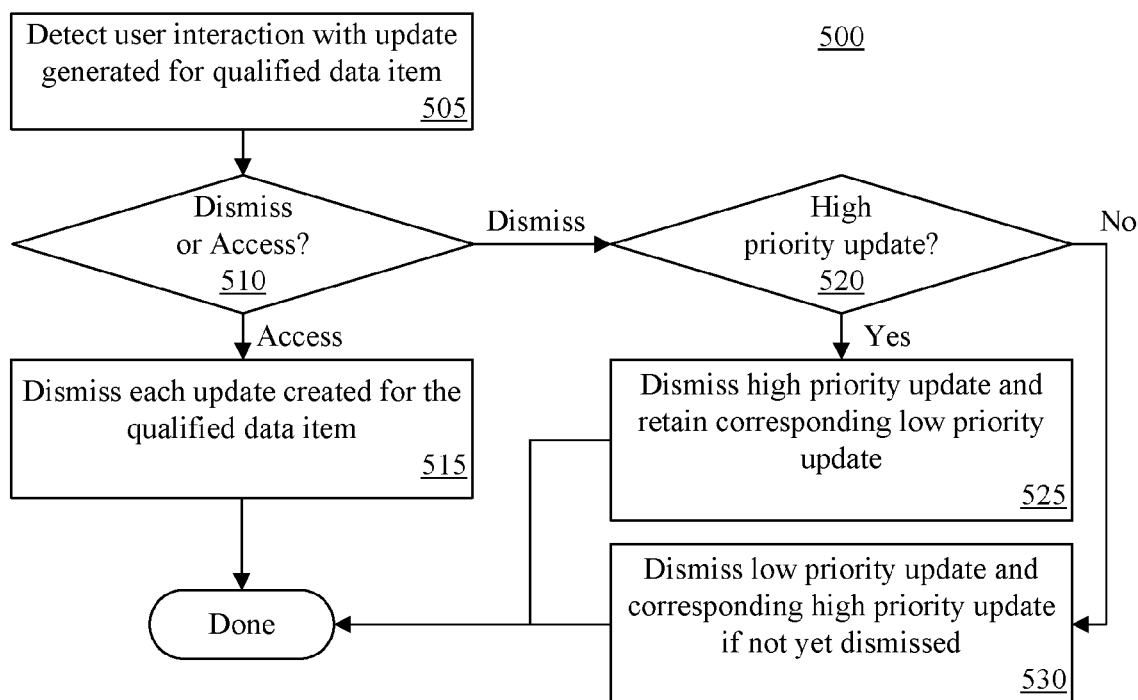 Detect user interaction with update
generated for qualified data item
505
500
Dismiss
or Access?
510
Dismiss
High
priority update?
520
No
Access
Yes
Dismiss each update created for the
qualified data item
515
Dismiss high priority update and
retain corresponding low priority
update
525
Dismiss low priority update and
corresponding high priority update
if not yet dismissed
530
Done